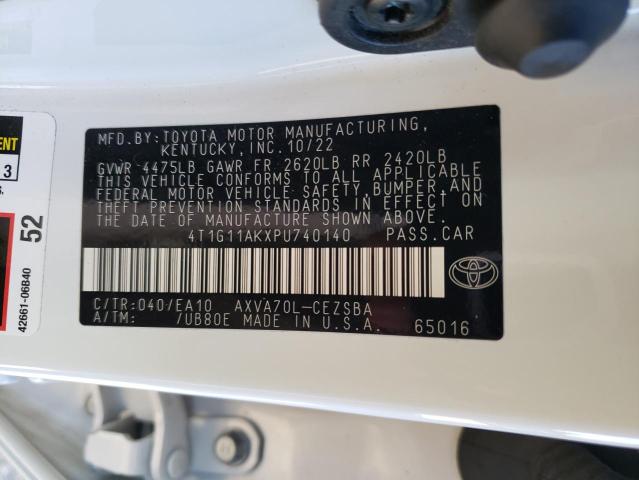 MFD.BY:TOYOTA MOTOR MANUFACTURING,
KENTUCKY, INC.10/22
GVWR 4475LB GAWR FR 2620LB RR 2420LB
THIS VEHICLE CONFORMS TO ALL APPLICABLE
FEDERAL MOTOR VEHICLE SAFETY, BUMPER, AND
THEFT PREVENTION STANDARDS IN EFFECT ON
THE DATE OF MANUFACTURE SHOWN ABOVE.
4T1G11AKXPU740140 PASS.CAR
C/TR:040/EA10 AXVA70L-CEZSBA
A/TM: /UB80E MADE IN U.S.A. 65016
52
42661-06B40
3